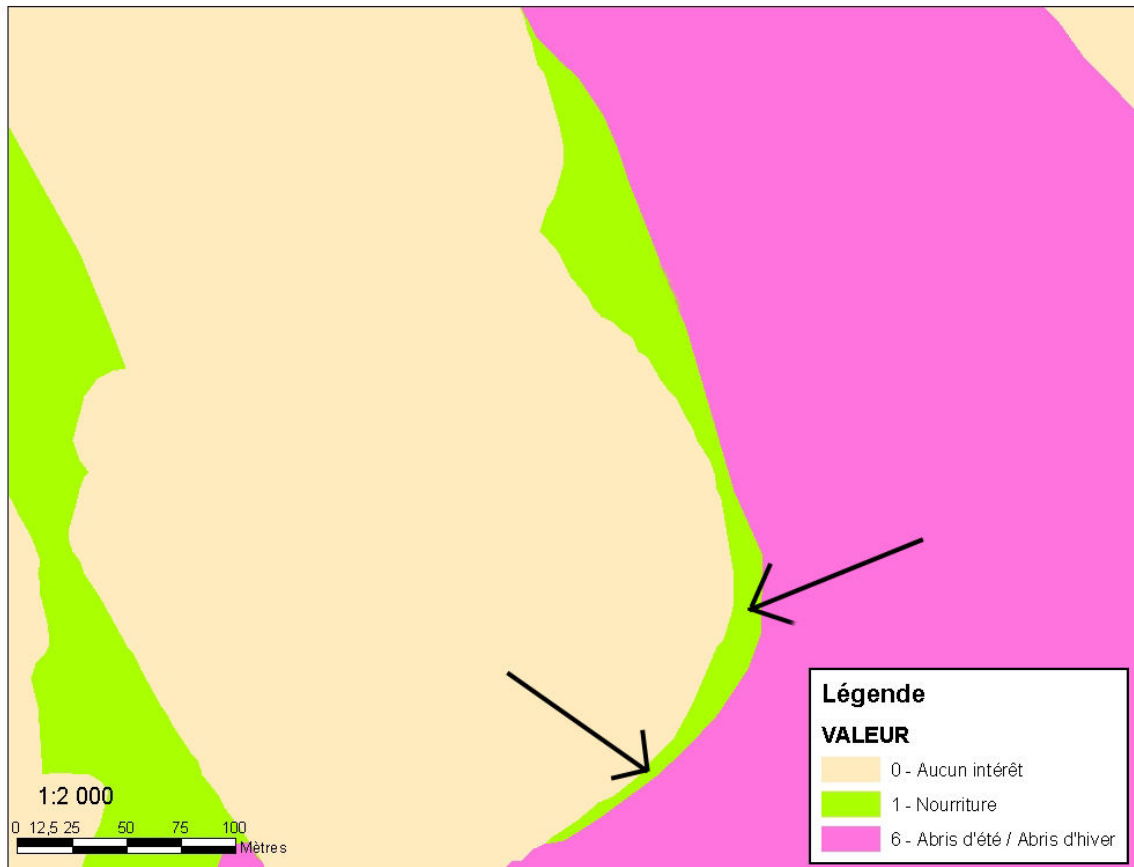 Légende
VALEUR
0 - Aucun intérêt
1 - Nourriture
6 - Abris d'été / Abris d'hiver
1:2 000
0 12,5 25 50 75 100
Mètres